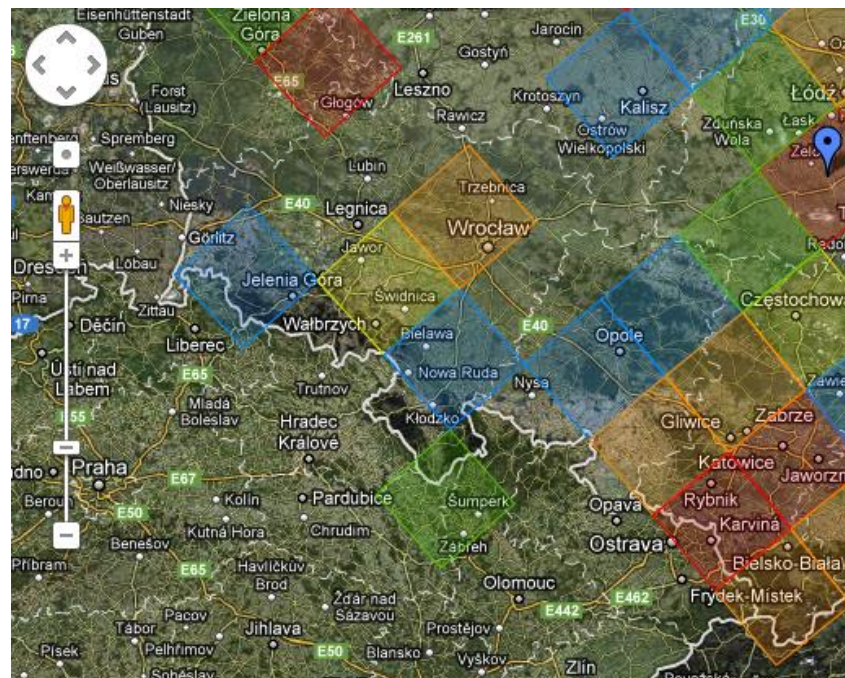 Eisenhüttenstadt
Zielona
Góra
Guben
E261
Jarocin
E30
Gostyń
E65
Leszno
Forst
(Lausitz)
Głogów
Krotoszyn
Kalisz
Łódź
Rawicz
Ostrów
Wielkopolski
Zduńska
Wola
Łask
Spremberg
Weißwasser/
Oberlausitz
Lubin
Trzebnica
Niesky
E40
Legnica
Wrocław
Görlitz
Jawor
Löbau
Jelenia Góra
Świdnica
Pirna
Zittau
Częstochowa
17
Děčín
Wałbrzych
Bielawa
E40
Opole
Liberec
Ústí nad
Labem
E65
Nowa Ruda
Nysa
Trutnov
Mladá
Boleslav
Kłodzko
Hradec
Králové
Gliwice
Zabrze
Katowice
Praha
E67
Rybnik
Kolín
Pardubice
Šumperk
Opava
Karviná
E50
Kutná Hora
Chrudim
Zábřeh
Ostrava
Benešov
Bielsko-Biała
Příbram
E65
Havlíčkův
Brod
Olomouc
Frýdek-Místek
Žďár nad
Sázavou
E442
E462
Pacov
Tábor
Jihlava
Prostějov
Písek
Pelhřimov
E50
Blansko
Vyškov
Zlín